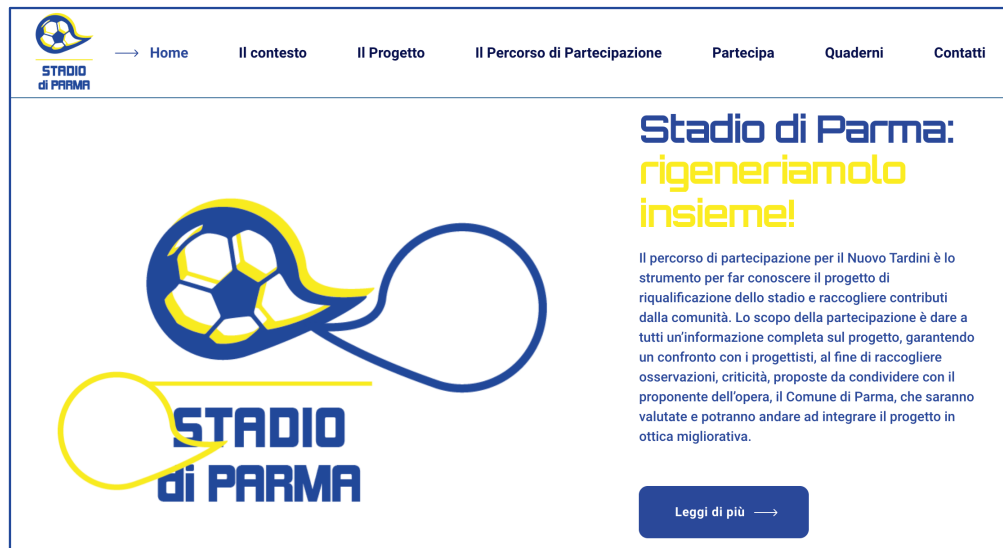 STADIO
di PARMA
Home
Il contesto
Il Progetto
Il Percorso di Partecipazione
Partecipa
Quaderni
Contatti
STADIO
di PARMA
Stadio di Parma:
rigeneriamolo
insieme!
Il percorso di partecipazione per il Nuovo Tardini è lo
strumento per far conoscere il progetto di
riqualificazione dello stadio e raccogliere contributi
dalla comunità. Lo scopo della partecipazione è dare a
tutti un’informazione completa sul progetto, garantendo
un confronto con i progettisti, al fine di raccogliere
osservazioni, criticità, proposte da condividere con il
proponente dell’opera, il Comune di Parma, che saranno
valutate e potranno andare ad integrare il progetto in
ottica migliorativa.
Leggi di più